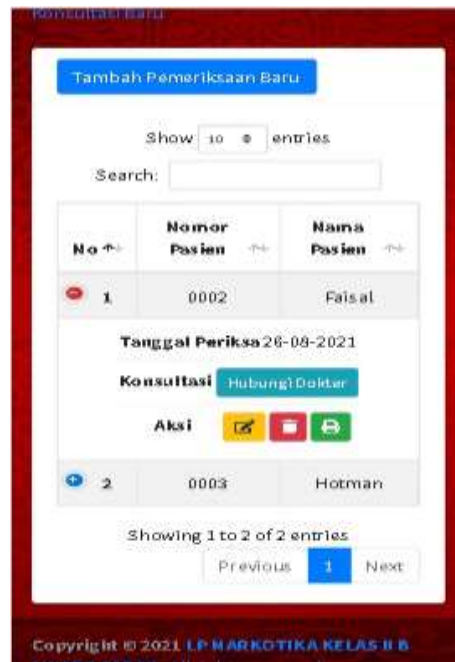 Konsultasi Baru
Tambah Pemeriksaan Baru
Show 10 entries
Search:
No Nomor Pasien Nama Pasien
1 0002 Faisal
Tanggal Periksa 26-08-2021
Konsultasi Hubungi Dokter
Aksi
2 0003 Hotman
Showing 1 to 2 of 2 entries
Previous 1 Next
Copyright © 2021 LP NARKOTIKA KELAS II B